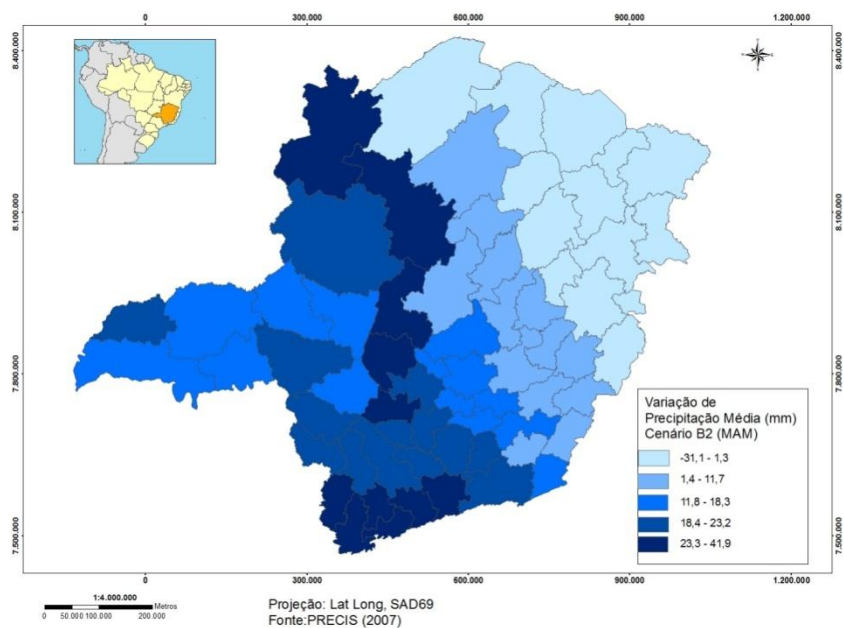 0 300.000 600.000 900.000 1.200.000
8.400.000
8.100.000
7.800.000
7.500.000
8.400.000
8.100.000
7.800.000
7.500.000
Variação de
Precipitação Média (mm)
Cenário B2 (MAM)
-31,1 - 1,3
1,4 - 11,7
11,8 - 18,3
18,4 - 23,2
23,3 - 41,9
0 300.000 600.000 900.000 1.200.000
1:4.000.000
Metros
0 50.000 100.000 200.000
Projeção: Lat Long, SAD69
Fonte:PRECIS (2007)